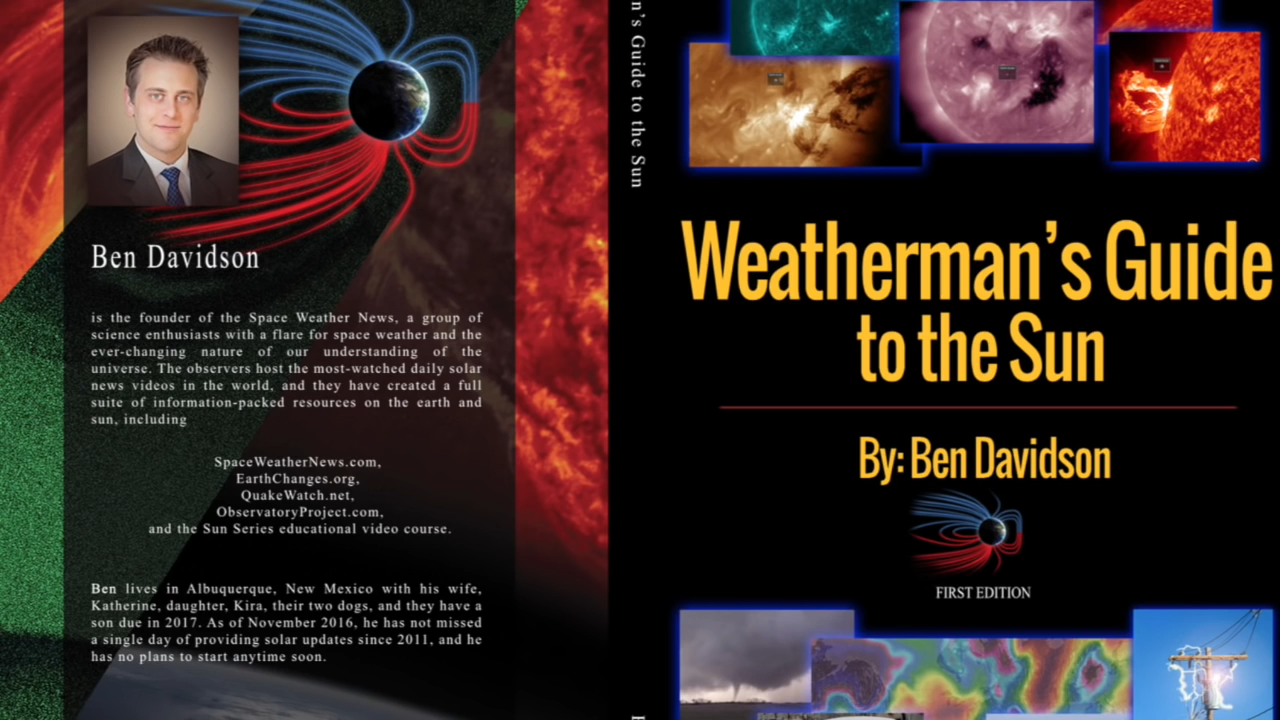 Ben Davidson
is the founder of the Space Weather News, a group of
science enthusiasts with a flare for space weather and the
ever-changing nature of our understanding of the
universe. The observers host the most-watched daily solar
news videos in the world, and they have created a full
suite of information-packed resources on the earth and
sun, including
SpaceWeatherNews.com,
EarthChanges.org,
QuakeWatch.net,
ObservatoryProject.com,
and the Sun Series educational video course.
Ben lives in Albuquerque, New Mexico with his wife,
Katherine, daughter, Kira, their two dogs, and they have a
son due in 2017. As of November 2016, he has not missed
a single day of providing solar updates since 2011, and he
has no plans to start anytime soon.
n's Guide to the Sun
Weatherman's Guide
to the Sun
By: Ben Davidson
FIRST EDITION